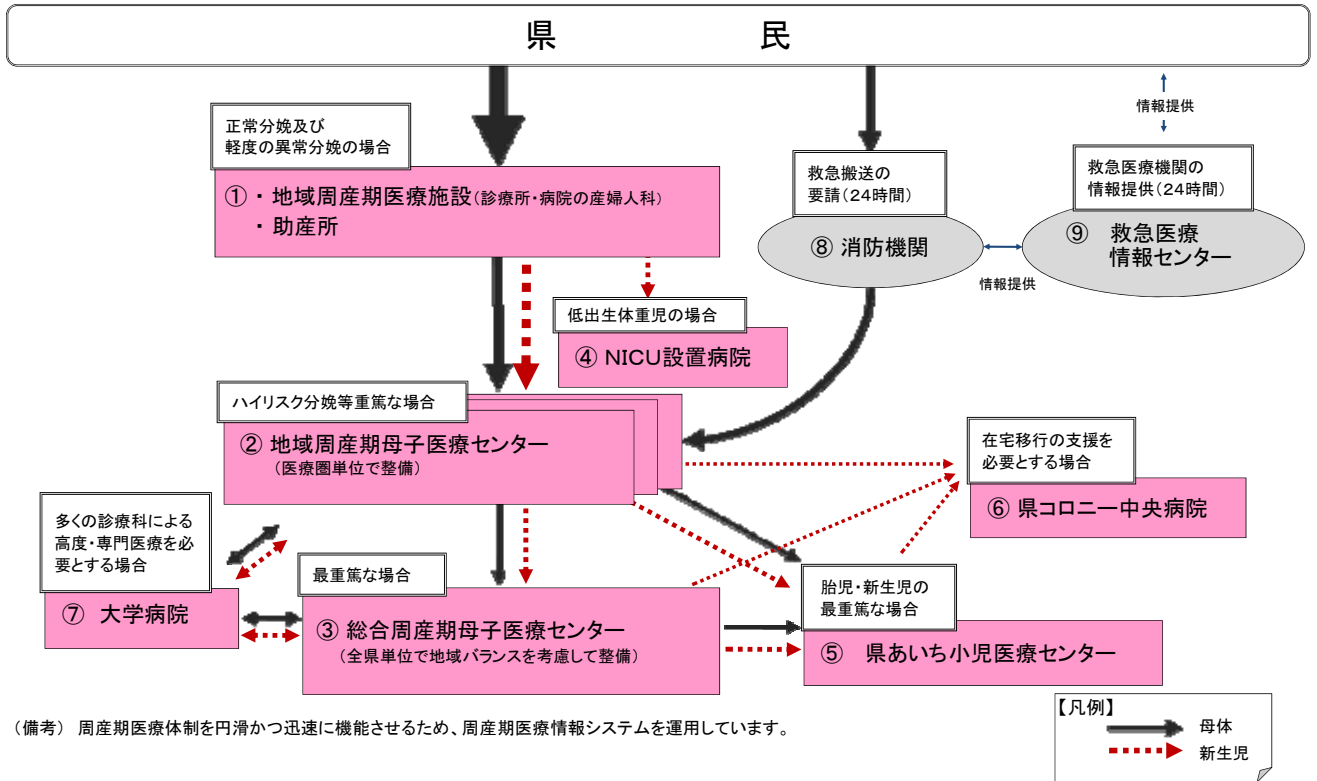 県 民
情報提供
正常分娩及び
軽度の異常分娩の場合
①・地域周産期医療施設(診療所・病院の産婦人科)
・助産所
救急搬送の
要請(24時間)
⑧ 消防機関
救急医療機関の
情報提供(24時間)
⑨ 救急医療
情報センター
情報提供
低出生体重児の場合
④ NICU設置病院
ハイリスク分娩等重篤な場合
② 地域周産期母子医療センター
(医療圏単位で整備)
在宅移行の支援を
必要とする場合
⑥ 県コロニー中央病院
多くの診療科による
高度・専門医療を必
要とする場合
⑦ 大学病院
最重篤な場合
③ 総合周産期母子医療センター
(全県単位で地域バランスを考慮して整備)
胎児・新生児の
最重篤な場合
⑤ 県あいち小児医療センター
(備考) 周産期医療体制を円滑かつ迅速に機能させるため、周産期医療情報システムを運用しています。
【凡例】
母体
新生児